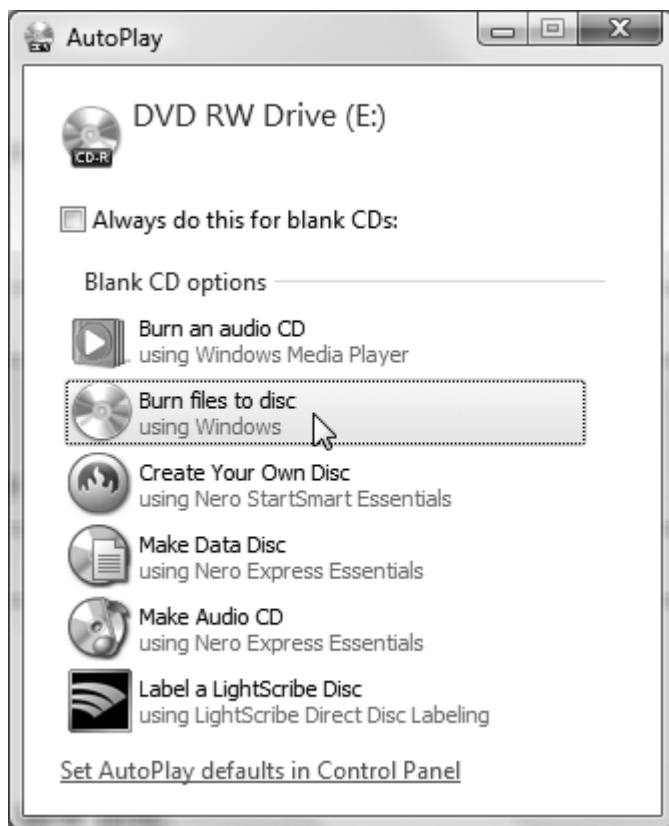 AutoPlay
DVD RW Drive (E:)
CD-R
Always do this for blank CDs:
Blank CD options
Burn an audio CD
using Windows Media Player
Burn files to disc
using Windows
Create Your Own Disc
using Nero StartSmart Essentials
Make Data Disc
using Nero Express Essentials
Make Audio CD
using Nero Express Essentials
Label a LightScribe Disc
using LightScribe Direct Disc Labeling
Set AutoPlay defaults in Control Panel